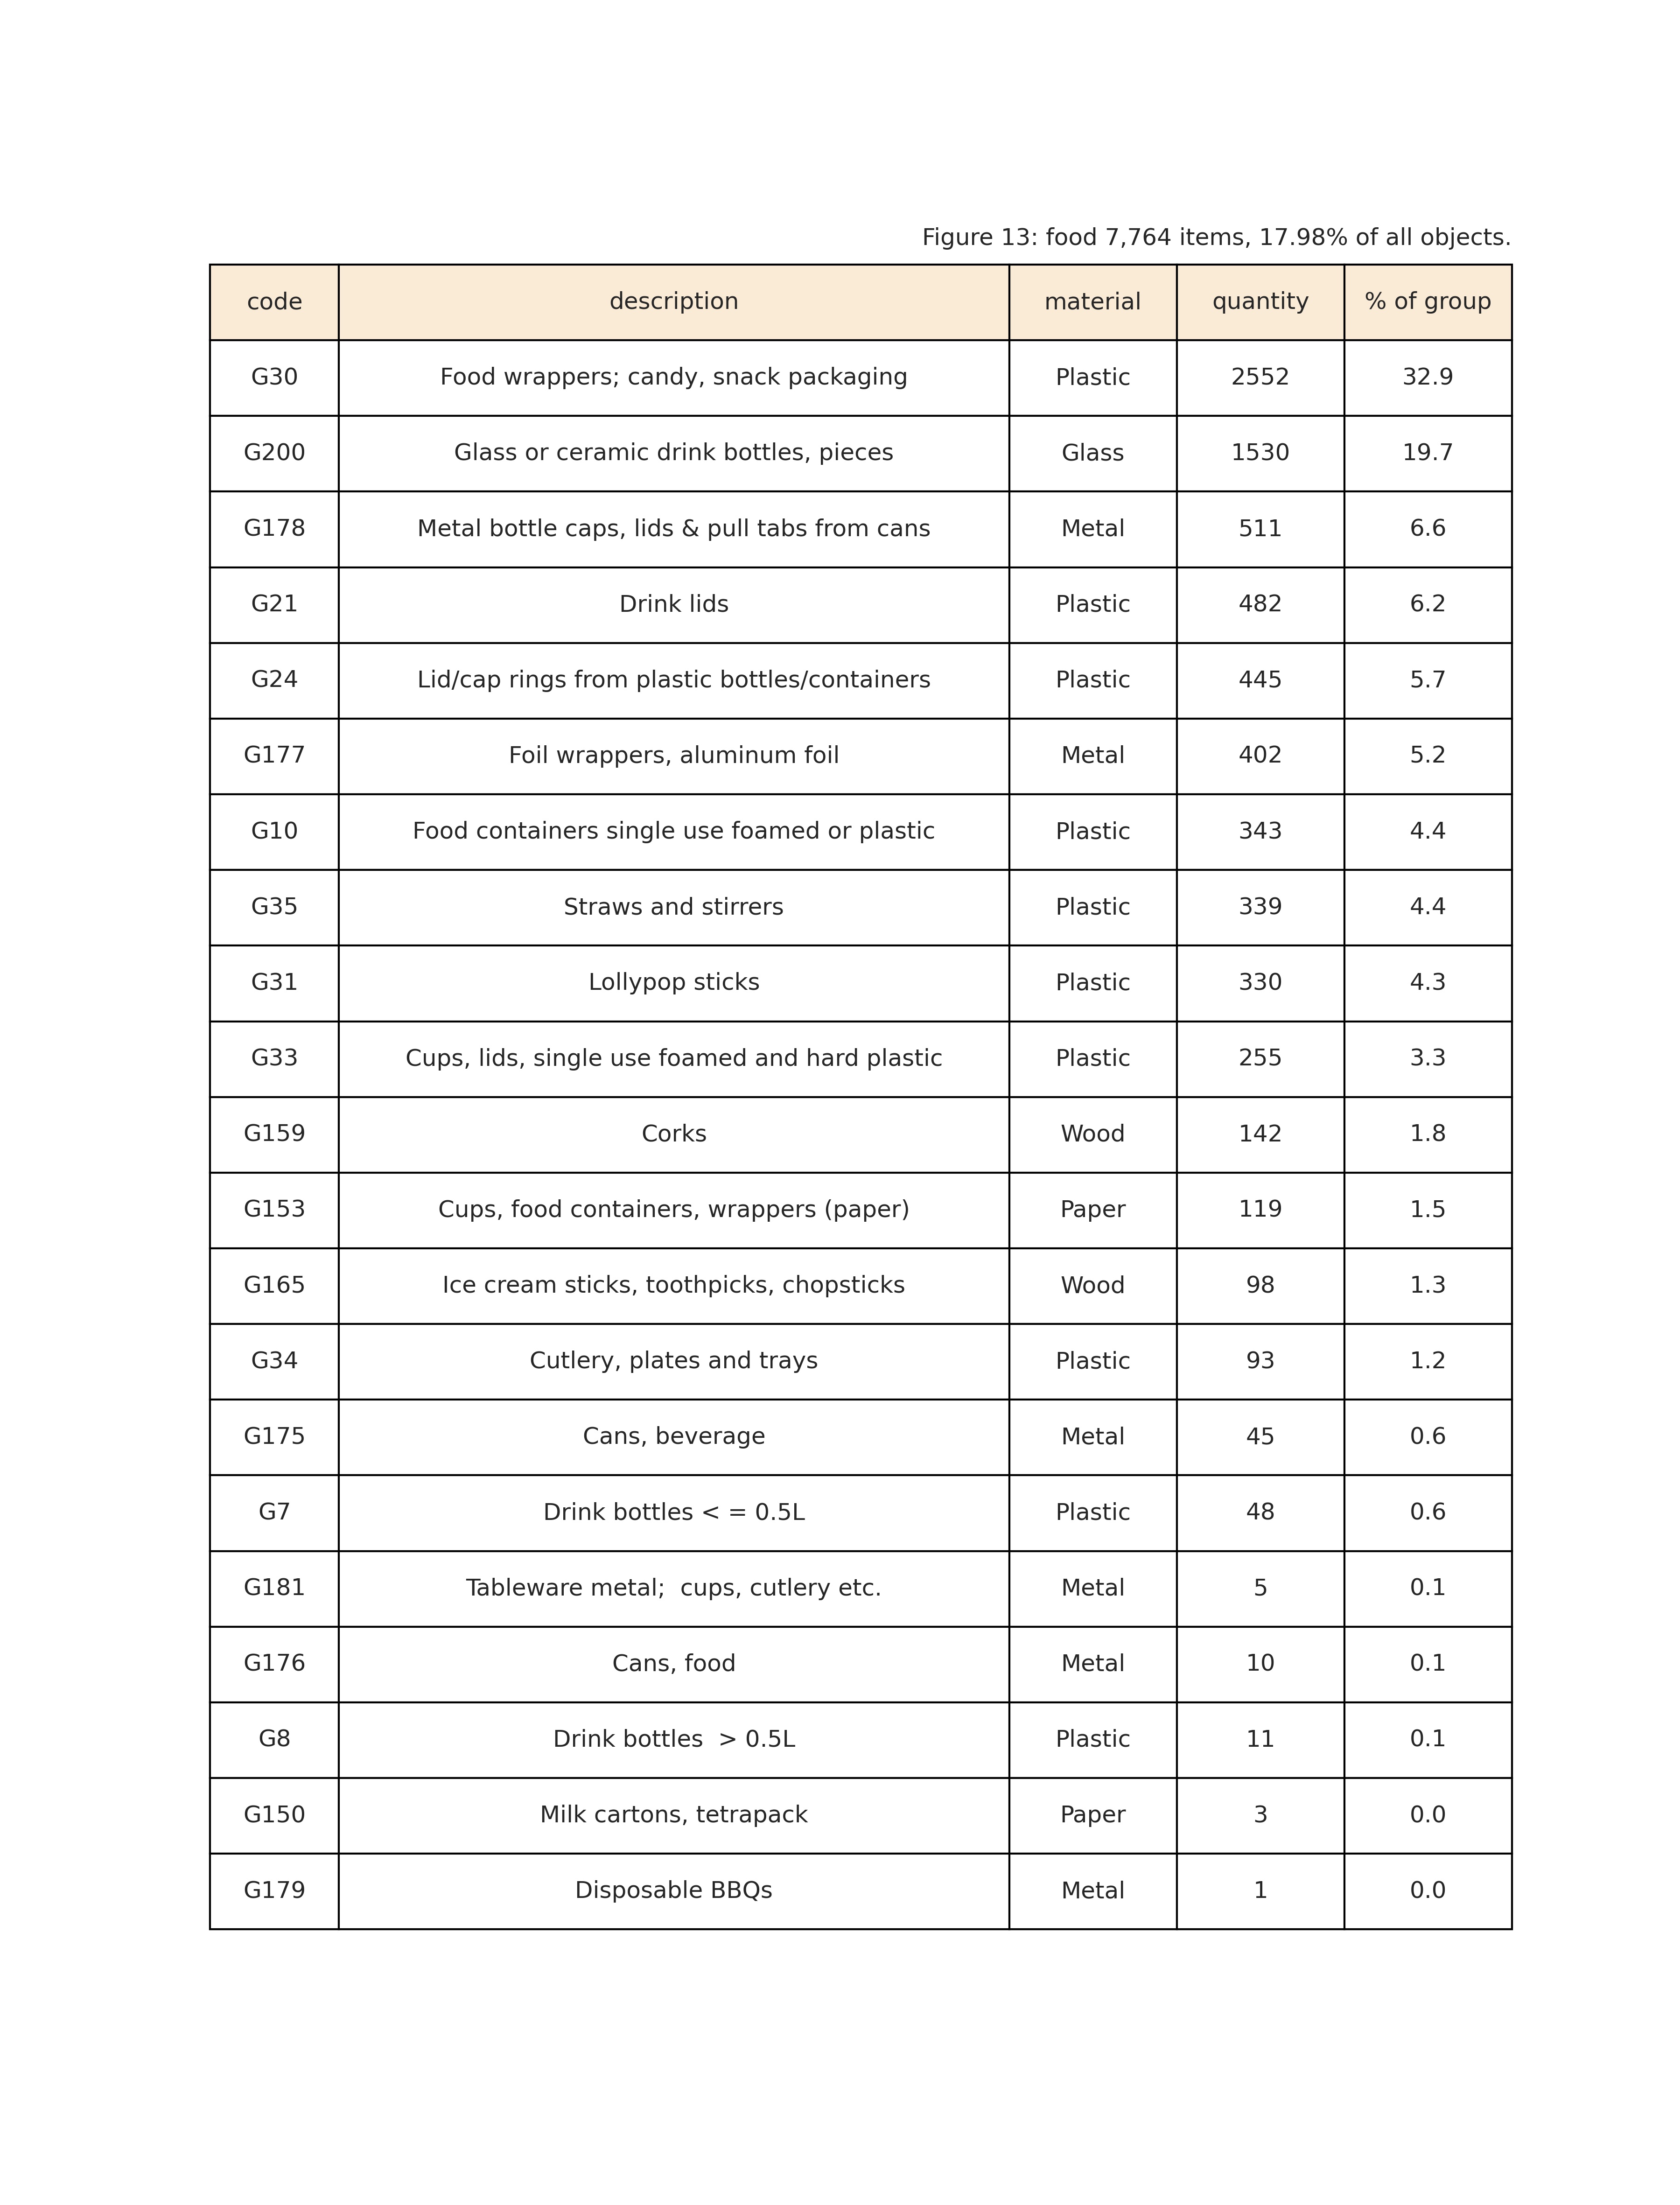 Figure 13: food 7,764 items, 17.98% of all objects.
code description material quantity % of group
G30 Food wrappers; candy, snack packaging Plastic 2552 32.9
G200 Glass or ceramic drink bottles, pieces Glass 1530 19.7
G178 Metal bottle caps, lids & pull tabs from cans Metal 511 6.6
G21 Drink lids Plastic 482 6.2
G24 Lid/cap rings from plastic bottles/containers Plastic 445 5.7
G177 Foil wrappers, aluminum foil Metal 402 5.2
G10 Food containers single use foamed or plastic Plastic 343 4.4
G35 Straws and stirrers Plastic 339 4.4
G31 Lollypop sticks Plastic 330 4.3
G33 Cups, lids, single use foamed and hard plastic Plastic 255 3.3
G159 Corks Wood 142 1.8
G153 Cups, food containers, wrappers (paper) Paper 119 1.5
G165 Ice cream sticks, toothpicks, chopsticks Wood 98 1.3
G34 Cutlery, plates and trays Plastic 93 1.2
G175 Cans, beverage Metal 45 0.6
G7 Drink bottles < = 0.5L Plastic 48 0.6
G181 Tableware metal;  cups, cutlery etc. Metal 5 0.1
G176 Cans, food Metal 10 0.1
G8 Drink bottles  > 0.5L Plastic 11 0.1
G150 Milk cartons, tetrapack Paper 3 0.0
G179 Disposable BBQs Metal 1 0.0